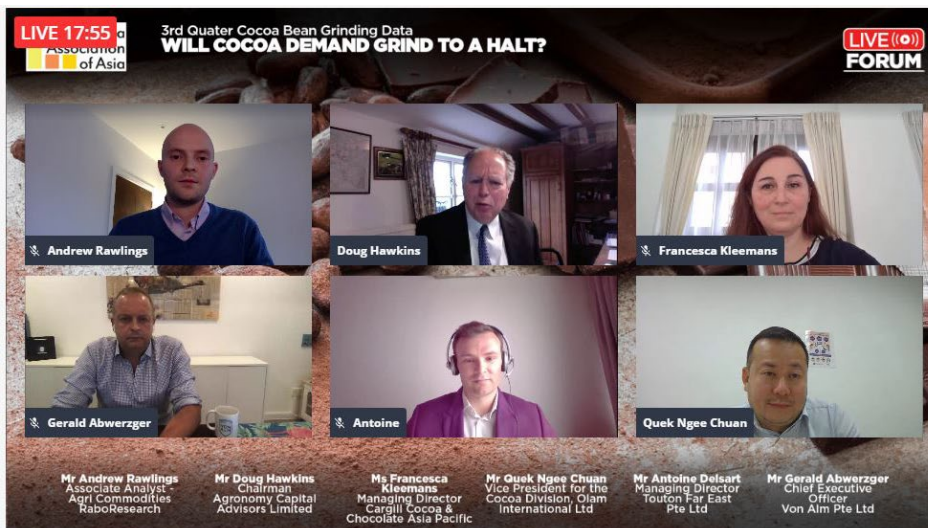 LIVE 17:55
Association
of Asia
3rd Quater Cocoa Bean Grinding Data
WILL COCOA DEMAND GRIND TO A HALT?
LIVE
FORUM
Andrew Rawlings
Doug Hawkins
Francesca Kleemans
Gerald Abwerzger
Antoine
Quek Ngee Chuan
Mr Andrew Rawlings
Associate Analyst -
Agri Commodities
RaboResearch
Mr Doug Hawkins
Chairman
Agronomy Capital
Advisors Limited
Ms Francesca
Kleemans
Managing Director
Cargill Cocoa &
Chocolate Asia Pacific
Mr Quek Ngee Chuan
Vice President for the
Cocoa Division, Olam
International Ltd
Mr Antoine Delsart
Managing Director
Touton Far East
Pte Ltd
Mr Gerald Abwerzger
Chief Executive
Officer
Von Alm Pte Ltd